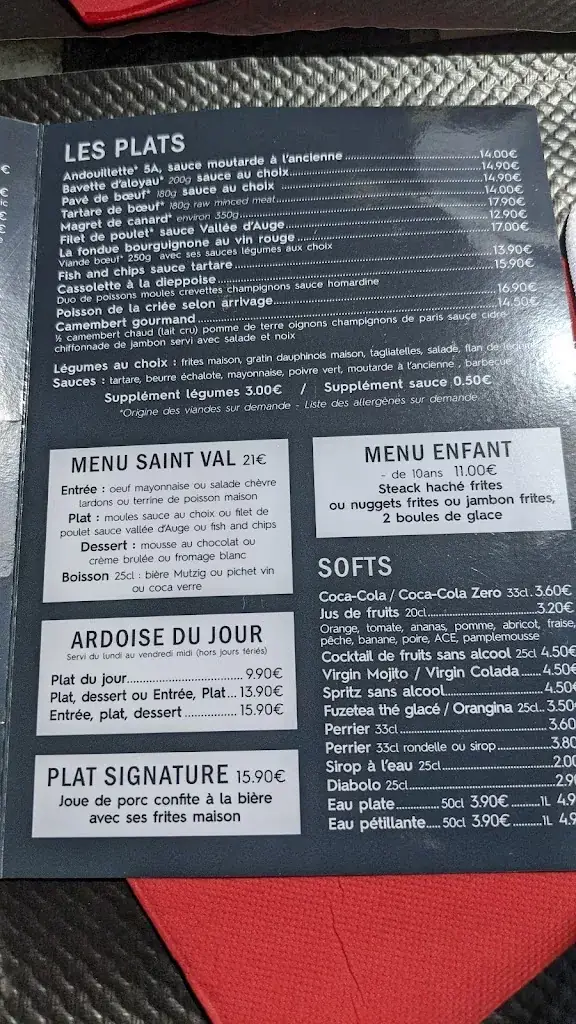 LES PLATS
Andouillette* 5A, sauce moutarde à l'ancienne 14.00€
Bavette d'aloyau* 200g sauce au choix 14.90€
Pavé de bœuf* 180g sauce au choix 14.90€
Tartare de bœuf* 180g raw minced meat 14.00€
Magret de canard* environ 350g 17.90€
Filet de poulet* sauce Vallée d'Auge 12.90€
La fondue bourguignone au vin rouge 17.00€
Viande bœuf* 250g avec ses sauces légumes aux choix
Fish and chips sauce tartare 13.90€
Cassolette à la dieppoise 15.90€
Duo de poissons moules crevettes champignons sauce homardine
Poisson de la criée selon arrivage 16.90€
Camembert gourmand 14.50€
½ camembert chaud (lait cru) pomme de terre oignons champignons de paris sauce cidre
chiffonnade de jambon servi avec salade et noix
Légumes au choix : frites maison, gratin dauphinois maison, tagliatelles, salade, flan de
Sauces : tartare, beurre échalote, mayonnaise, poivre vert, moutarde à l'ancienne , barbecue
Supplément légumes 3.00€ / Supplément sauce 0.50€
*Origine des viandes sur demande - Liste des allergènes sur demande
MENU SAINT VAL 21€
Entrée : oeuf mayonnaise ou salade chèvre
lardons ou terrine de poisson maison
Plat : moules sauce au choix ou filet de
poulet sauce vallée d'Auge ou fish and chips
Dessert : mousse au chocolat ou
crème brulée ou fromage blanc
Boisson 25cl : bière Mutzig ou pichet vin
ou coca verre
ARDOISE DU JOUR
Servi du lundi au vendredi midi (hors jours fériés)
Plat du jour 9.90€
Plat, dessert ou Entrée, Plat 13.90€
Entrée, plat, dessert 15.90€
PLAT SIGNATURE 15.90€
Joue de porc confite à la bière
avec ses frites maison
MENU ENFANT
- de 10ans 11.00€
Steack haché frites
ou nuggets frites ou jambon frites,
2 boules de glace
SOFTS
Coca-Cola / Coca-Cola Zero 33cl 3.60€
Jus de fruits 20cl 3.20€
Orange, tomate, ananas, pomme, abricot, fraise,
pêche, banane, poire, ACE, pamplemousse
Cocktail de fruits sans alcool 25cl 4.50€
Virgin Mojito / Virgin Colada 4.50€
Spritz sans alcool 4.50€
Fuzetea thé glacé / Orangina 25cl 3.50
Perrier 33cl 3.60
Perrier 33cl rondelle ou sirop 3.80
Sirop à l'eau 25cl 2.00
Diabolo 25cl 2.9
Eau plate 50cl 3.90€ 1L 4.9
Eau pétillante 50cl 3.90€ 1L 4.9